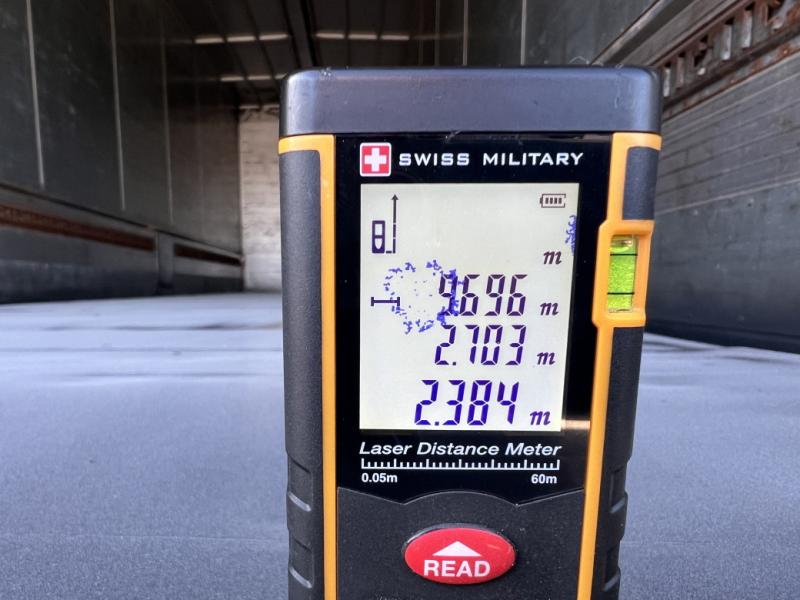 SWISS MILITARY
m
9.696 m
2.703 m
2.384 m
Laser Distance Meter
0.05m 60m
READ